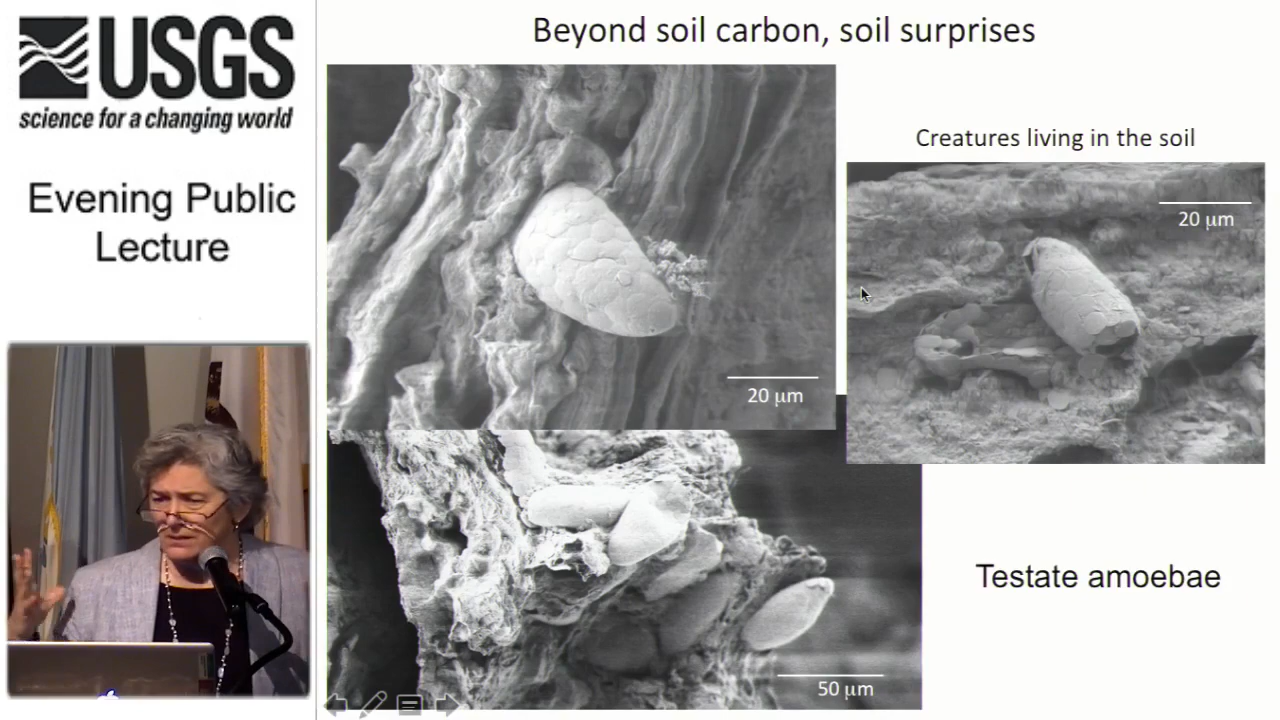 USGS
science for a changing world
Evening Public
Lecture
Beyond soil carbon, soil surprises
Creatures living in the soil
20 µm
20 µm
50 µm
Testate amoebae